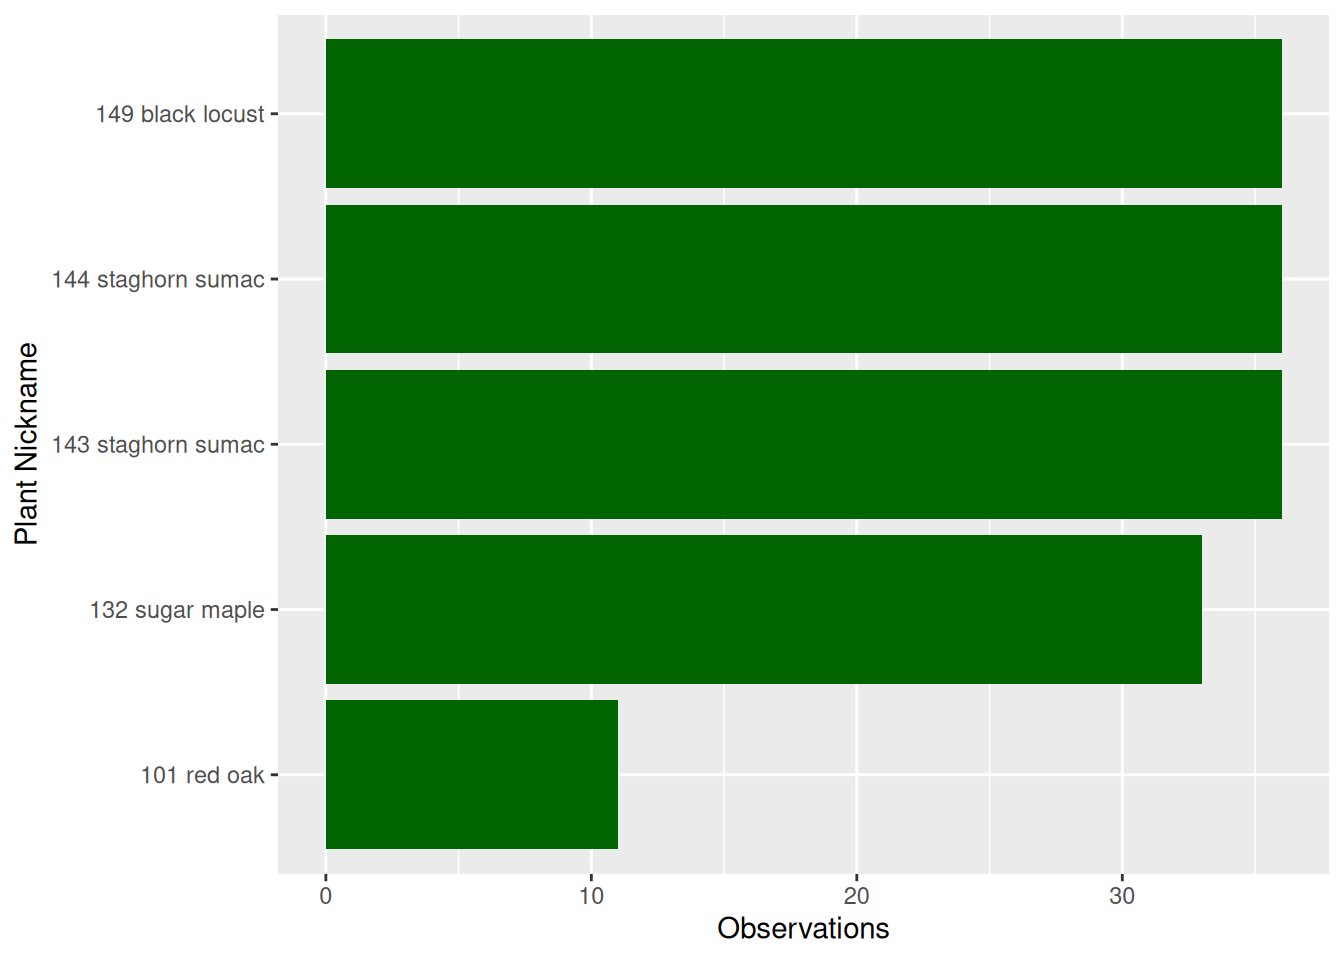 Plant Nickname
149 black locust
144 staghorn sumac
143 staghorn sumac
132 sugar maple
101 red oak
0 10 20 30
Observations